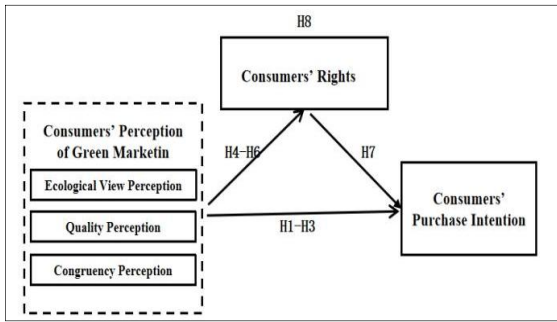 H8
Consumers' Rights
Consumers' Perception
of Green Marketin
Ecological View Perception
Quality Perception
Congruency Perception
H4-H6
H7
H1-H3
Consumers'
Purchase Intention